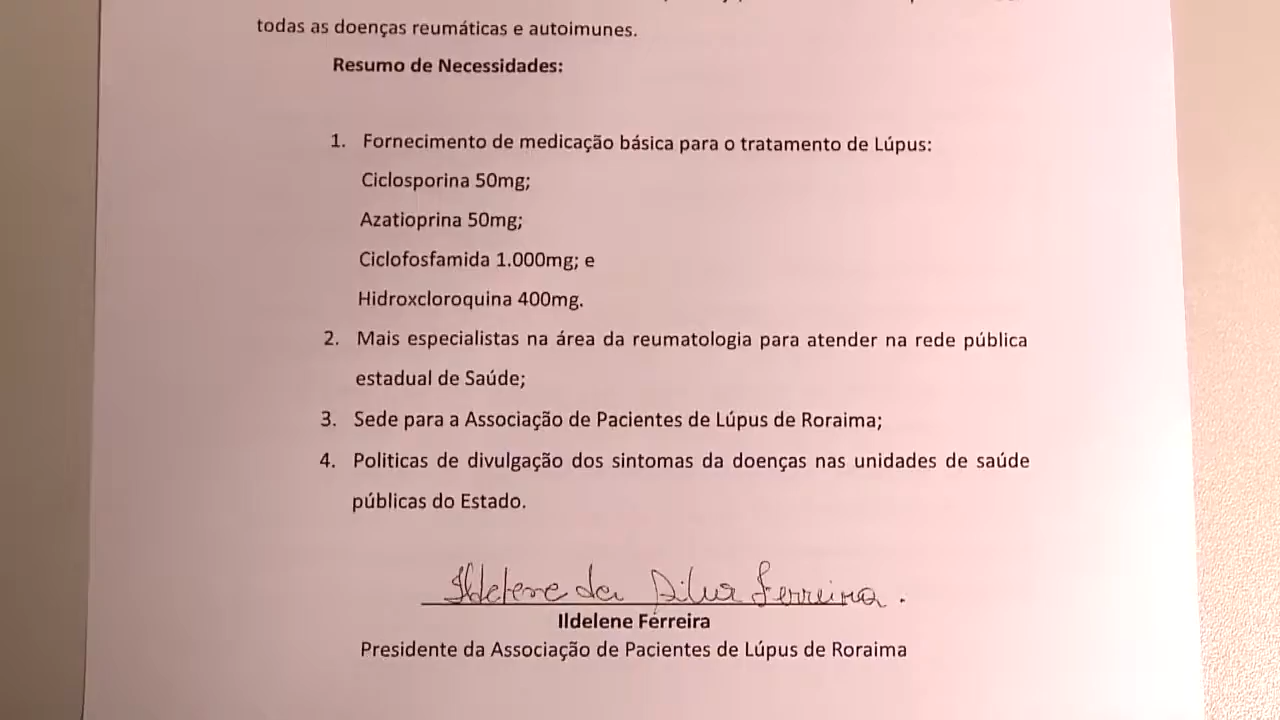 todas as doenças reumáticas e autoimunes.
Resumo de Necessidades:
1. Fornecimento de medicação básica para o tratamento de Lúpus:
Ciclosporina 50mg;
Azatioprina 50mg;
Ciclofosfamida 1.000mg; e
Hidroxcloroquina 400mg.
2. Mais especialistas na área da reumatologia para atender na rede pública
estadual de Saúde;
3. Sede para a Associação de Pacientes de Lúpus de Roraima;
4. Politicas de divulgação dos sintomas da doenças nas unidades de saúde
públicas do Estado.
Ildelene da Silva Ferreira.
Ildelene Ferreira
Presidente da Associação de Pacientes de Lúpus de Roraima